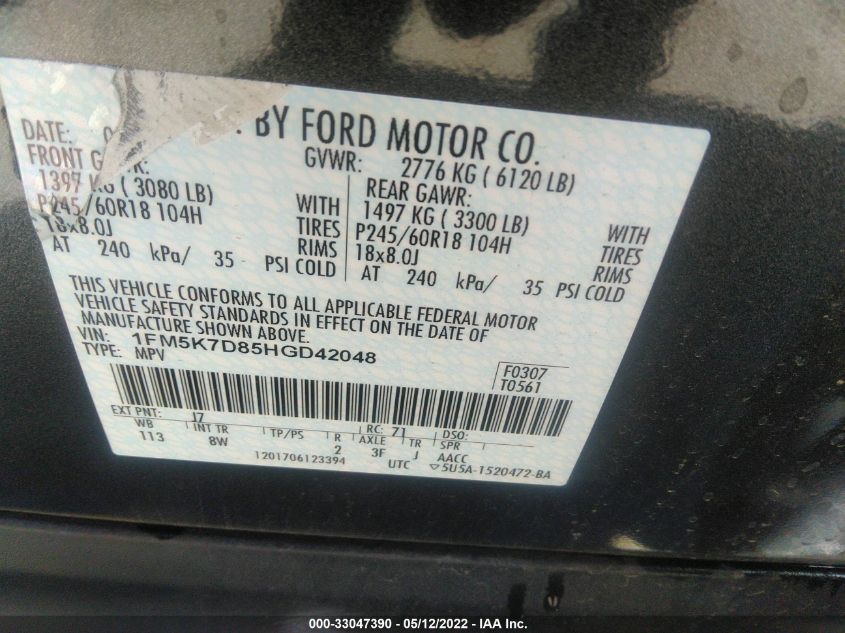 . BY FORD MOTOR CO.
DATE: 0
GVWR: 2776 KG ( 6120 LB)
FRONT G WR:
1397 KG ( 3080 LB) WITH
P245/60R18 104H TIRES
18x8.0J RIMS
AT 240 kPa/ 35 PSI COLD
REAR GAWR:
1497 KG ( 3300 LB) WITH
P245/60R18 104H TIRES
18x8.0J RIMS
AT 240 kPa/ 35 PSI COLD
THIS VEHICLE CONFORMS TO ALL APPLICABLE FEDERAL MOTOR
VEHICLE SAFETY STANDARDS IN EFFECT ON THE DATE OF
MANUFACTURE SHOWN ABOVE.
VIN: 1FM5K7D85HGD42048
TYPE: MPV
F0307
T0561
EXT PNT: J7 RC: 71 DSO:
WB INT TR TP/PS R AXLE TR SPR
113 8W 2 3F J AACC
1201706123394 UTC ▽5U5A-1520472-BA
000-33047390 - 05/12/2022 - IAA Inc.